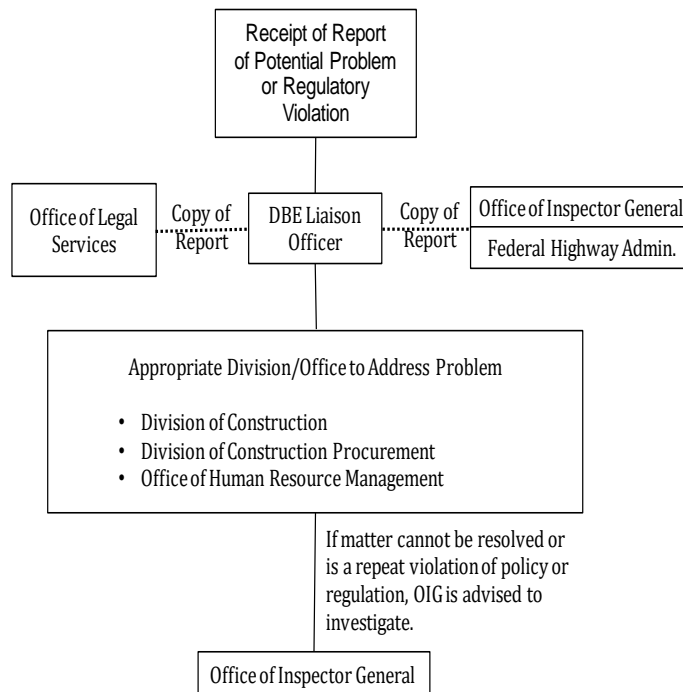 Receipt of Report
of Potential Problem
or Regulatory
Violation
Office of Legal
Services
Copy of
Report
DBE Liaison
Officer
Copy of
Report
Office of Inspector General
Federal Highway Admin.
Appropriate Division/Office to Address Problem
• Division of Construction
• Division of Construction Procurement
• Office of Human Resource Management
If matter cannot be resolved or
is a repeat violation of policy or
regulation, OIG is advised to
investigate.
Office of Inspector General